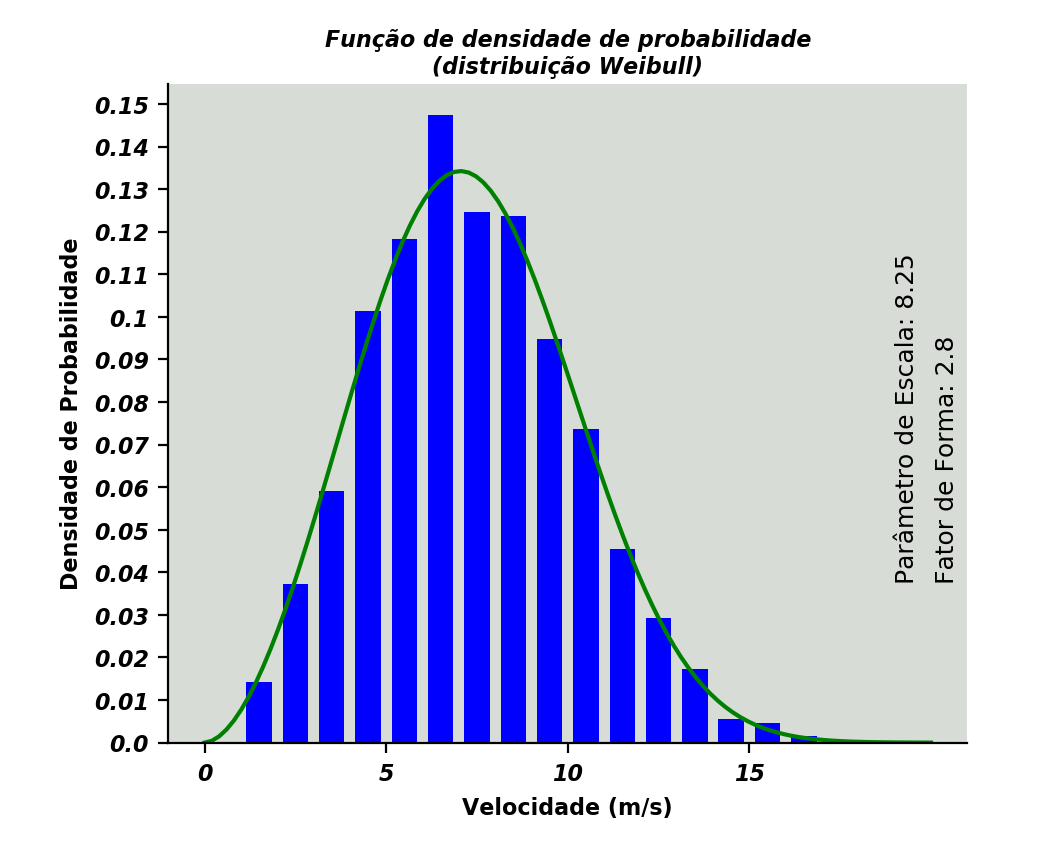 Função de densidade de probabilidade
(distribuição Weibull)
Densidade de Probabilidade
0.15
0.14
0.13
0.12
0.11
0.1
0.09
0.08
0.07
0.06
0.05
0.04
0.03
0.02
0.01
0.0
Parâmetro de Escala: 8.25
Fator de Forma: 2.8
0 5 10 15
Velocidade (m/s)